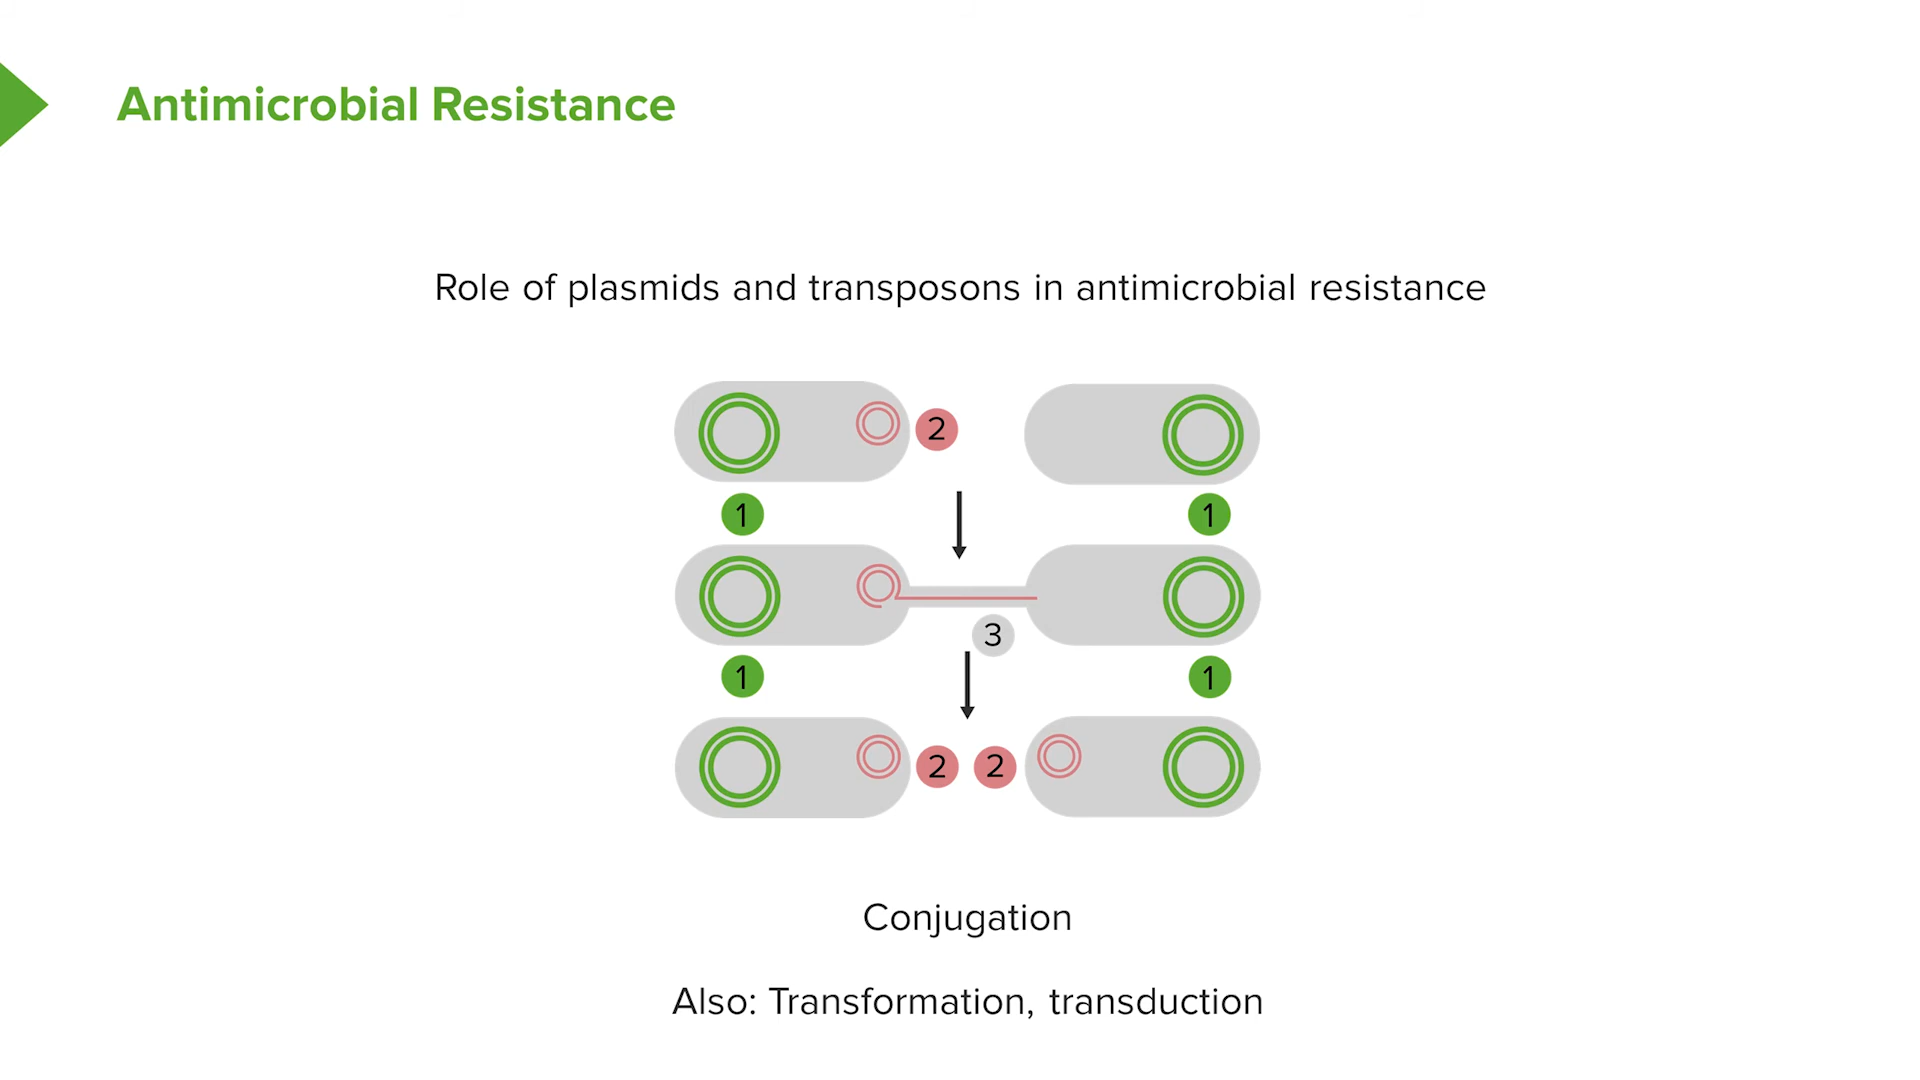 Antimicrobial Resistance
Role of plasmids and transposons in antimicrobial resistance
2
1 1
3
1 1
2 2
Conjugation
Also: Transformation, transduction